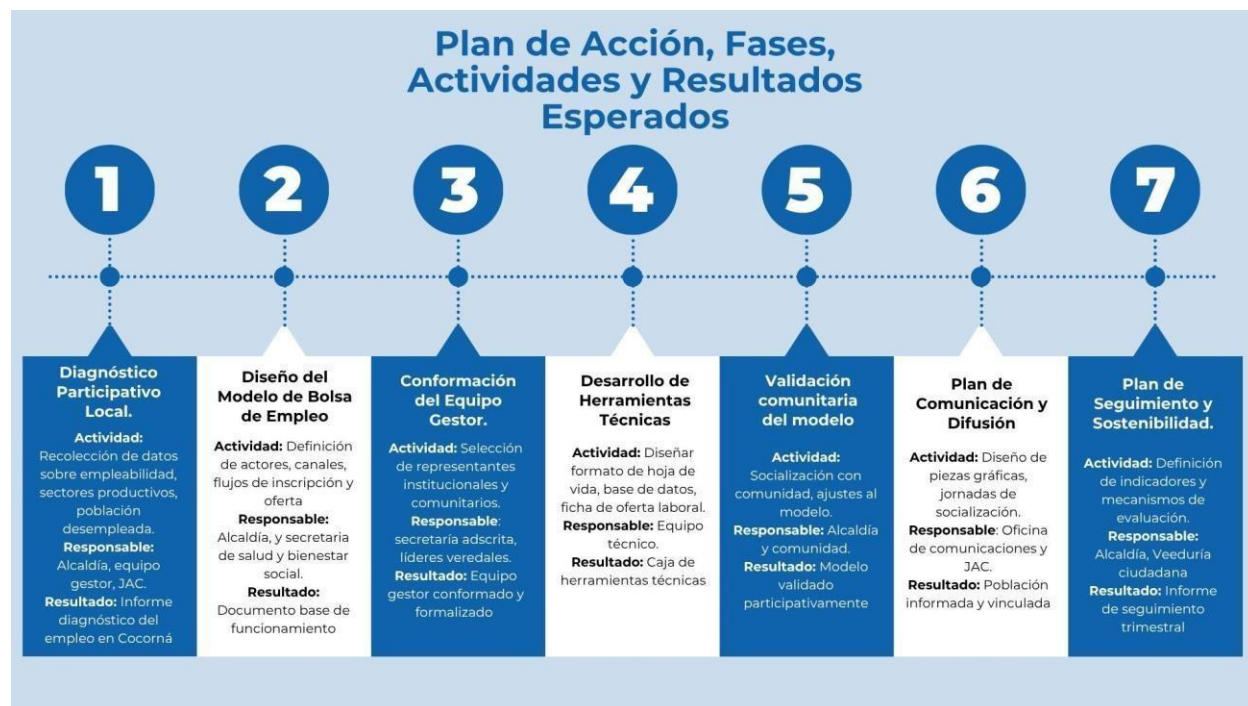 Plan de Acción, Fases,
Actividades y Resultados
Esperados
1
2
3
4
5
6
7
Diagnóstico
Participativo
Local.
Actividad:
Recolección de datos
sobre empleabilidad,
sectores productivos,
población
desempleada.
Responsable:
Alcaldía, equipo
gestor, JAC.
Resultado: Informe
diagnóstico del
empleo en Cocorná
Diseño del
Modelo de Bolsa
de Empleo
Actividad: Definición
de actores, canales,
flujos de inscripción y
oferta
Responsable:
Alcaldía, y secretaria
de salud y bienestar
social.
Resultado:
Documento base de
funcionamiento
Conformación
del Equipo
Gestor.
Actividad: Selección
de representantes
institucionales y
comunitarios.
Responsable:
secretaría adscrita,
líderes veredales.
Resultado: Equipo
gestor conformado y
formalizado
Desarrollo de
Herramientas
Técnicas
Actividad: Diseñar
formato de hoja de
vida, base de datos,
ficha de oferta laboral.
Responsable: Equipo
técnico.
Resultado: Caja de
herramientas técnicas
Validación
comunitaria
del modelo
Actividad:
Socialización con
comunidad, ajustes al
modelo.
Responsable: Alcaldía
y comunidad.
Resultado: Modelo
validado
participativamente
Plan de
Comunicación y
Difusión
Actividad: Diseño de
piezas gráficas,
jornadas de
socialización.
Responsable: Oficina
de comunicaciones y
JAC.
Resultado: Población
informada y vinculada
Plan de
Seguimiento y
Sostenibilidad.
Actividad: Definición
de indicadores y
mecanismos de
evaluación.
Responsable:
Alcaldía, Veeduría
ciudadana
Resultado: Informe
de seguimiento
trimestral